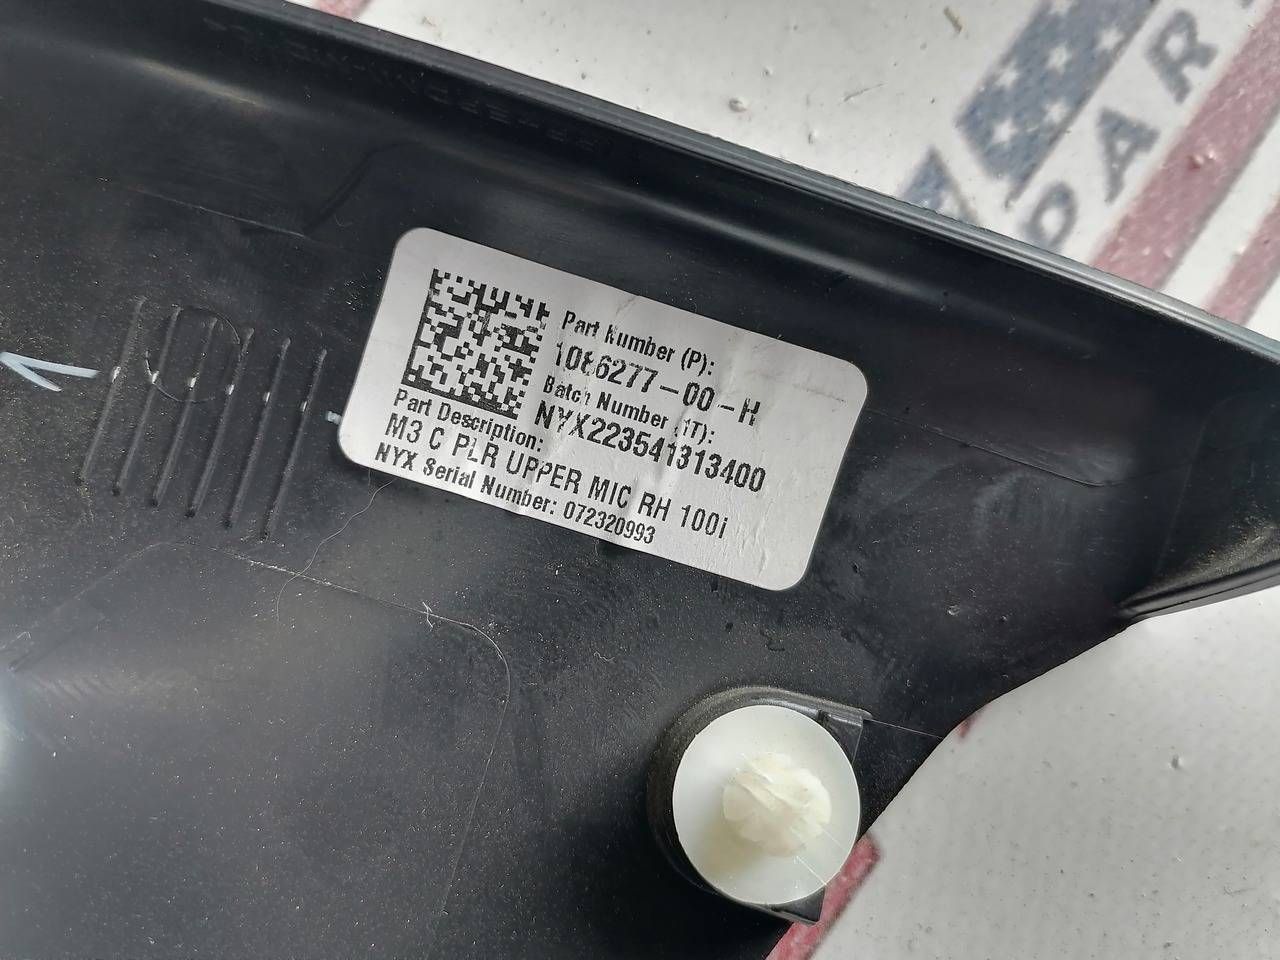 Part Number (P):
1086277-00-H
Batch Number (1T):
NYX223541313400
Part Description:
M3 C PLR UPPER MIC RH 100i
NYX Serial Number: 072320993
PAR